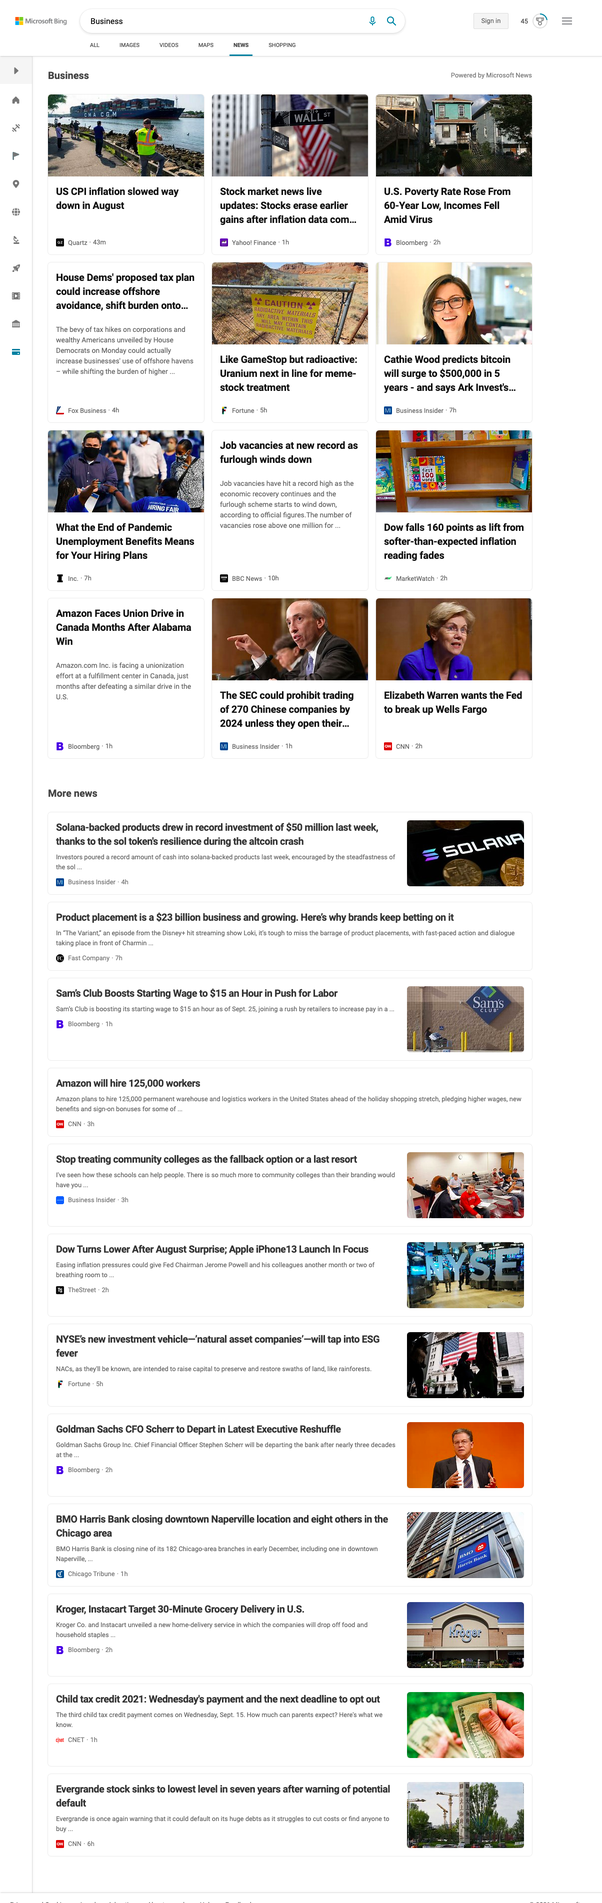 Microsoft Bing
Business
Sign in
45
ALL
IMAGES
VIDEOS
MAPS
NEWS
SHOPPING
Business
Powered by Microsoft News
CMA CGM
US CPI inflation slowed way
down in August
Quartz · 43m
WALL ST
Stock market news live
updates: Stocks erase earlier
gains after inflation data com...
Yahoo! Finance · 1h
U.S. Poverty Rate Rose From
60-Year Low, Incomes Fell
Amid Virus
Bloomberg · 2h
House Dems' proposed tax plan
could increase offshore
avoidance, shift burden onto...
The bevy of tax hikes on corporations and
wealthy Americans unveiled by House
Democrats on Monday could actually
increase businesses' use of offshore havens
– while shifting the burden of higher ...
Fox Business · 4h
CAUTION
RADIOACTIVE MATERIALS
Like GameStop but radioactive:
Uranium next in line for meme-
stock treatment
Fortune · 5h
Cathie Wood predicts bitcoin
will surge to $500,000 in 5
years - and says Ark Invest's...
Business Insider · 7h
HIRING FAIR
What the End of Pandemic
Unemployment Benefits Means
for Your Hiring Plans
Inc. · 7h
Job vacancies at new record as
furlough winds down
Job vacancies have hit a record high as the
economic recovery continues and the
furlough scheme starts to wind down,
according to official figures.The number of
vacancies rose above one million for ...
BBC News · 10h
first
100
words
Dow falls 160 points as lift from
softer-than-expected inflation
reading fades
MarketWatch · 2h
Amazon Faces Union Drive in
Canada Months After Alabama
Win
Amazon.com Inc. is facing a unionization
effort at a fulfillment center in Canada, just
months after defeating a similar drive in the
U.S.
Bloomberg · 1h
The SEC could prohibit trading
of 270 Chinese companies by
2024 unless they open their...
Business Insider · 1h
Elizabeth Warren wants the Fed
to break up Wells Fargo
CNN · 2h
More news
Solana-backed products drew in record investment of $50 million last week,
thanks to the sol token's resilience during the altcoin crash
Investors poured a record amount of cash into solana-backed products last week, encouraged by the steadfastness of
the sol ...
Business Insider · 4h
SOLANA
Product placement is a $23 billion business and growing. Here's why brands keep betting on it
In "The Variant," an episode from the Disney+ hit streaming show Loki, it's tough to miss the barrage of product placements, with fast-paced action and dialogue
taking place in front of Charmin ...
Fast Company · 7h
Sam's Club Boosts Starting Wage to $15 an Hour in Push for Labor
Sam's Club is boosting its starting wage to $15 an hour as of Sept. 25, joining a rush by retailers to increase pay in a ...
Bloomberg · 1h
Sam's
CLUB
Amazon will hire 125,000 workers
Amazon plans to hire 125,000 permanent warehouse and logistics workers in the United States ahead of the holiday shopping stretch, pledging higher wages, new
benefits and sign-on bonuses for some of ...
CNN · 3h
Stop treating community colleges as the fallback option or a last resort
I've seen how these schools can help people. There is so much more to community colleges than their branding would
have you ...
Business Insider · 3h
Dow Turns Lower After August Surprise; Apple iPhone13 Launch In Focus
Easing inflation pressures could give Fed Chairman Jerome Powell and his colleagues another month or two of
breathing room to ...
TheStreet · 2h
NYSE
NYSE's new investment vehicle—'natural asset companies'—will tap into ESG
fever
NACs, as they'll be known, are intended to raise capital to preserve and restore swaths of land, like rainforests.
Fortune · 5h
Goldman Sachs CFO Scherr to Depart in Latest Executive Reshuffle
Goldman Sachs Group Inc. Chief Financial Officer Stephen Scherr will be departing the bank after nearly three decades
at the ...
Bloomberg · 2h
BMO Harris Bank closing downtown Naperville location and eight others in the
Chicago area
BMO Harris Bank is closing nine of its 182 Chicago-area branches in early December, including one in downtown
Naperville, ...
Chicago Tribune · 1h
BMO
Harris Bank
Kroger, Instacart Target 30-Minute Grocery Delivery in U.S.
Kroger Co. and Instacart unveiled a new home-delivery service in which the companies will drop off food and
household staples ...
Bloomberg · 2h
Kroger
Child tax credit 2021: Wednesday's payment and the next deadline to opt out
The third child tax credit payment comes on Wednesday, Sept. 15. How much can parents expect? Here's what we
know.
CNET · 1h
Evergrande stock sinks to lowest level in seven years after warning of potential
default
Evergrande is once again warning that it could default on its huge debts as it struggles to cut costs or find anyone to
buy ...
CNN · 6h